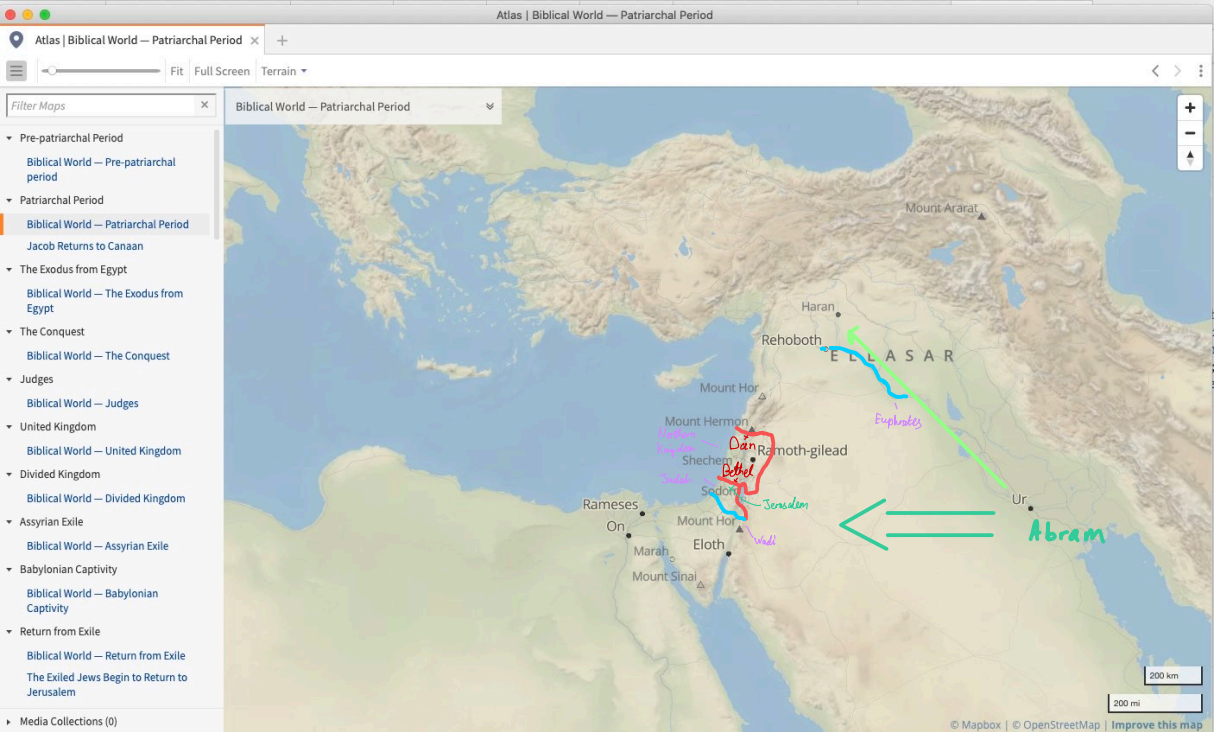 Atlas | Biblical World — Patriarchal Period
Atlas | Biblical World — Patriarchal Period
Fit
Full Screen
Terrain
Filter Maps
Biblical World — Patriarchal Period
Pre-patriarchal Period
Biblical World — Pre-patriarchal
period
Patriarchal Period
Biblical World — Patriarchal Period
Jacob Returns to Canaan
The Exodus from Egypt
Biblical World — The Exodus from
Egypt
The Conquest
Biblical World — The Conquest
Judges
Biblical World — Judges
United Kingdom
Biblical World — United Kingdom
Divided Kingdom
Biblical World — Divided Kingdom
Assyrian Exile
Biblical World — Assyrian Exile
Babylonian Captivity
Biblical World — Babylonian
Captivity
Return from Exile
Biblical World — Return from Exile
The Exiled Jews Begin to Return to
Jerusalem
Media Collections (0)
Mount Ararat
Haran
Rehoboth
ELLASAR
Mount Hor
Euphrates
Mount Hermon
Northern
Kingdom
Dan
Ramoth-gilead
Shechem
Bethel
Judah
Sodom
Jerusalem
Ur
Rameses
On
Mount Hor
Abram
Wadi
Eloth
Marah
Mount Sinai
200 km
200 mi
© Mapbox | © OpenStreetMap | Improve this map